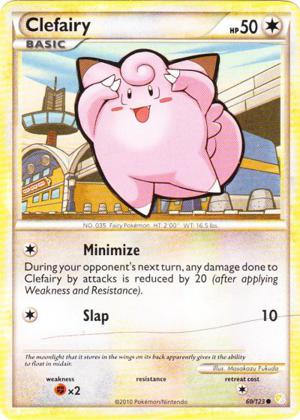 Clefairy HP 50
BASIC
NO. 035 Fairy Pokémon HT: 2'00" WT: 16.5 lbs.
Minimize
During your opponent's next turn, any damage done to
Clefairy by attacks is reduced by 20 (after applying
Weakness and Resistance).
Slap 10
Illus. Masakazu Fukuda
The moonlight that it stores in the wings on its back apparently gives it the ability
to float in midair.
weakness resistance retreat cost
×2
©2010 Pokémon/Nintendo 60/123